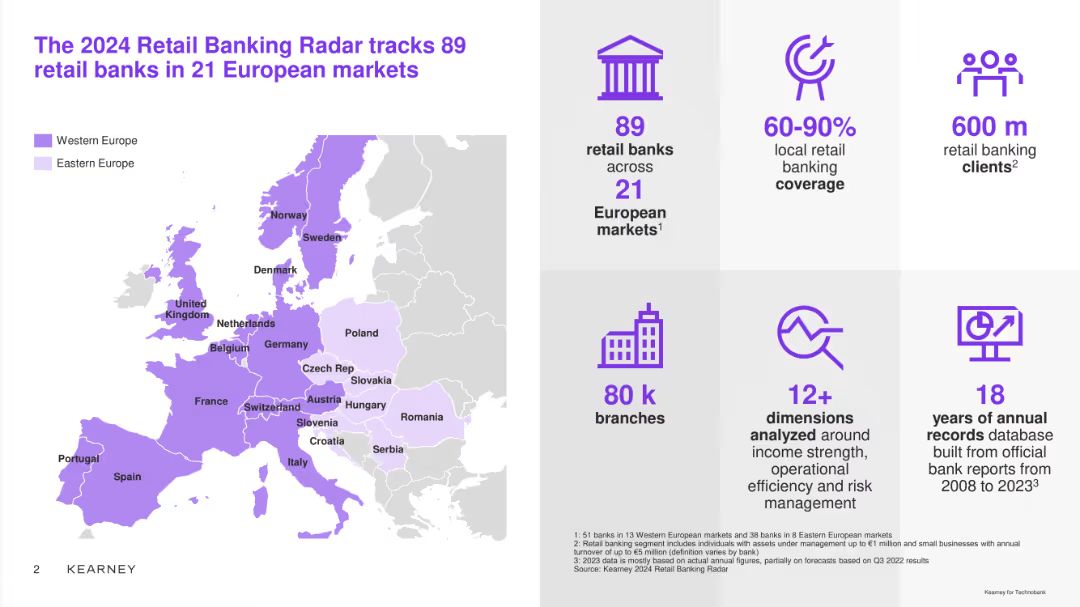 The 2024 Retail Banking Radar tracks 89
retail banks in 21 European markets
Western Europe
Eastern Europe
Norway
Sweden
Denmark
United
Kingdom
Netherlands
Belgium
Germany
Poland
Czech Rep
Slovakia
France
Switzerland
Austria
Hungary
Romania
Slovenia
Croatia
Serbia
Italy
Portugal
Spain
2
KEARNEY
89
retail banks
across
21
European
markets1
60-90%
local retail
banking
coverage
600 m
retail banking
clients2
80 k
branches
12+
dimensions
analyzed around
income strength,
operational
efficiency and risk
management
18
years of annual
records database
built from official
bank reports from
2008 to 20233
1: 51 banks in 13 Western European markets and 38 banks in 8 Eastern European markets
2: Retail banking segment includes individuals with assets under management up to €1 million and small businesses with annual
turnover of up to €5 million (definition varies by bank)
3: 2023 data is mostly based on actual annual figures, partially on forecasts based on Q3 2022 results
Source: Kearney 2024 Retail Banking Radar
Kearney for Technobank